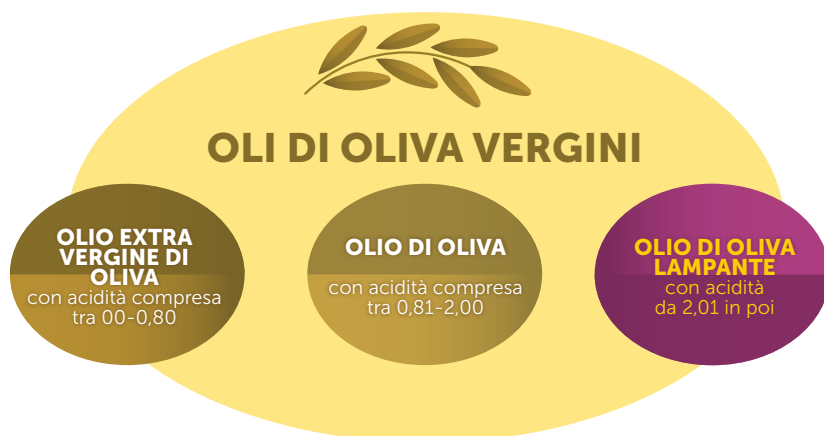 OLI DI OLIVA VERGINI
OLIO EXTRA
VERGINE DI
OLIVA
con acidità compresa
tra 00-0,80
OLIO DI OLIVA
con acidità compresa
tra 0,81-2,00
OLIO DI OLIVA
LAMPANTE
con acidità
da 2,01 in poi